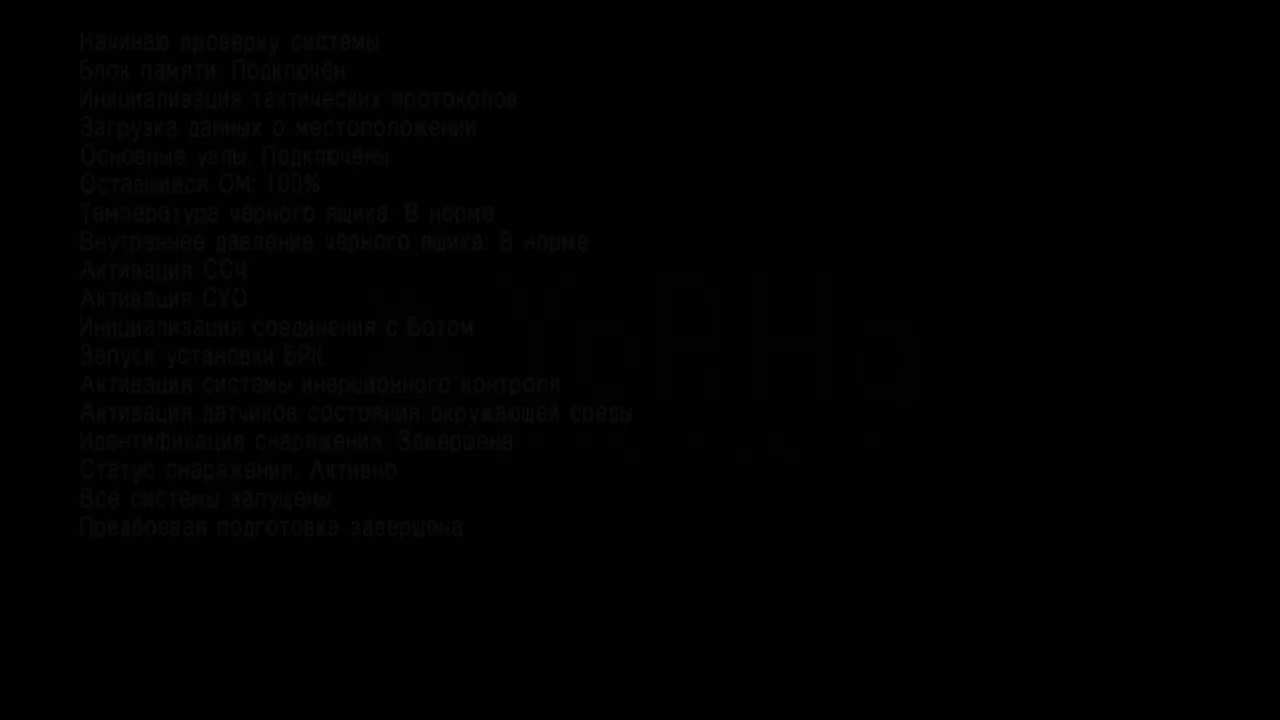 Начинаю проверку системы
Блок памяти: Подключён
Инициализация тактических протоколов
Загрузка данных о местоположении
Основные узлы: Подключены
Оставшиеся ОМ: 100%
Температура чёрного ящика: В норме
Внутреннее давление чёрного ящика: В норме
Активация ССЧ
Активация СУО
Инициализация соединения с Ботом
Запуск установки БРК
Активация системы инерционного контроля
Активация датчиков состояния окружающей среды
Идентификация снаряжения: Завершена
Статус снаряжения: Активно
Все системы запущены
Предбоевая подготовка завершена